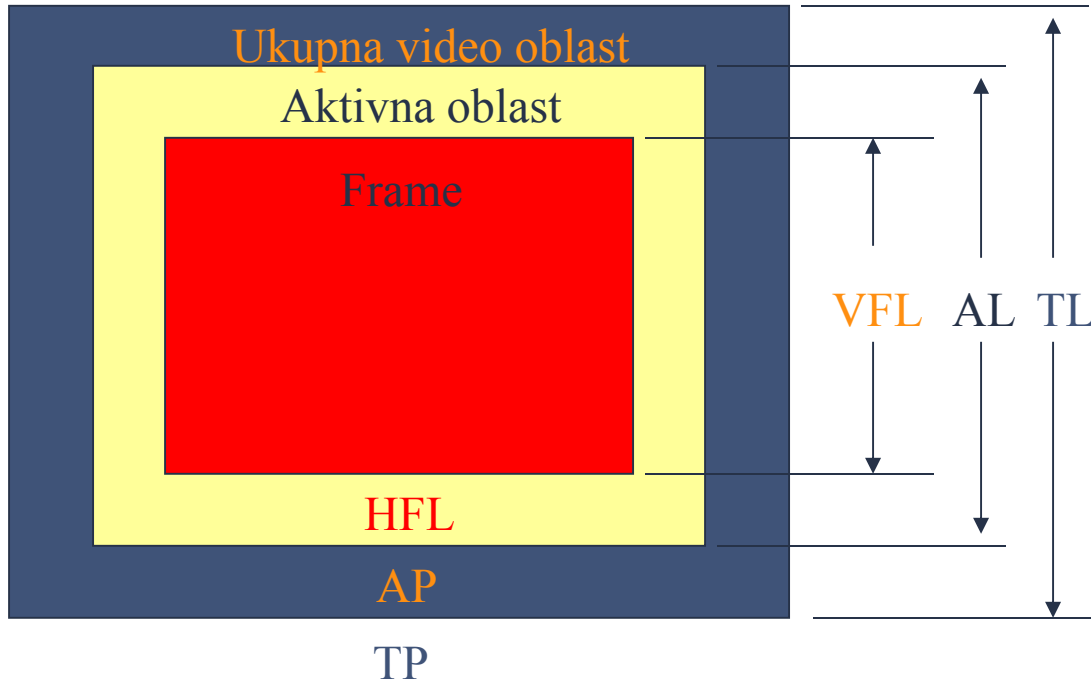 Ukupna video oblast
Aktivna oblast
Frame
VFL AL TL
HFL
AP
TP